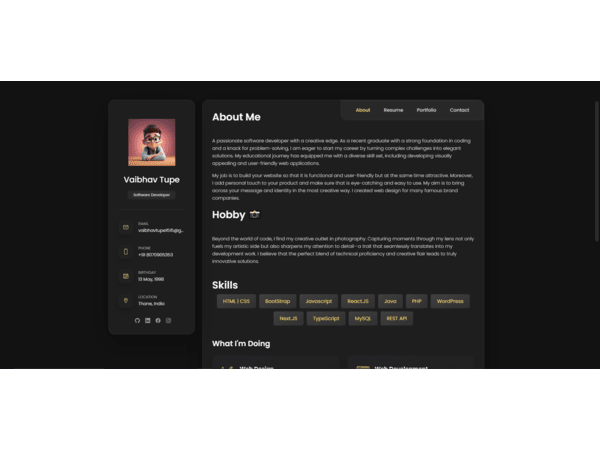 Vaibhav Tupe
Software Developer
EMAIL
vaibhavtupe1515@g...
PHONE
BIRTHDAY
13 May, 1998
LOCATION
Thane, India
About
Resume
Portfolio
Contact
About Me
A passionate software developer with a creative edge. As a recent graduate with a strong foundation in coding
and a knack for problem-solving, I am eager to start my career by turning complex challenges into elegant
solutions. My educational journey has equipped me with a diverse skill set, including developing visually
appealing and user-friendly web applications.
My job is to build your website so that it is functional and user-friendly but at the same time attractive. Moreover,
I add personal touch to your product and make sure that is eye-catching and easy to use. My aim is to bring
across your message and identity in the most creative way. I created web design for many famous brand
companies.
Hobby
Beyond the world of code, I find my creative outlet in photography. Capturing moments through my lens not only
fuels my artistic side but also sharpens my attention to detail—a trait that seamlessly translates into my
development work. I believe that the perfect blend of technical proficiency and creative flair leads to truly
innovative solutions.
Skills
HTML | CSS
BootStrap
Javascript
ReactJS
Java
PHP
WordPress
Next.JS
TypeScript
MySQL
REST API
What I'm Doing
Web Design
Web Development